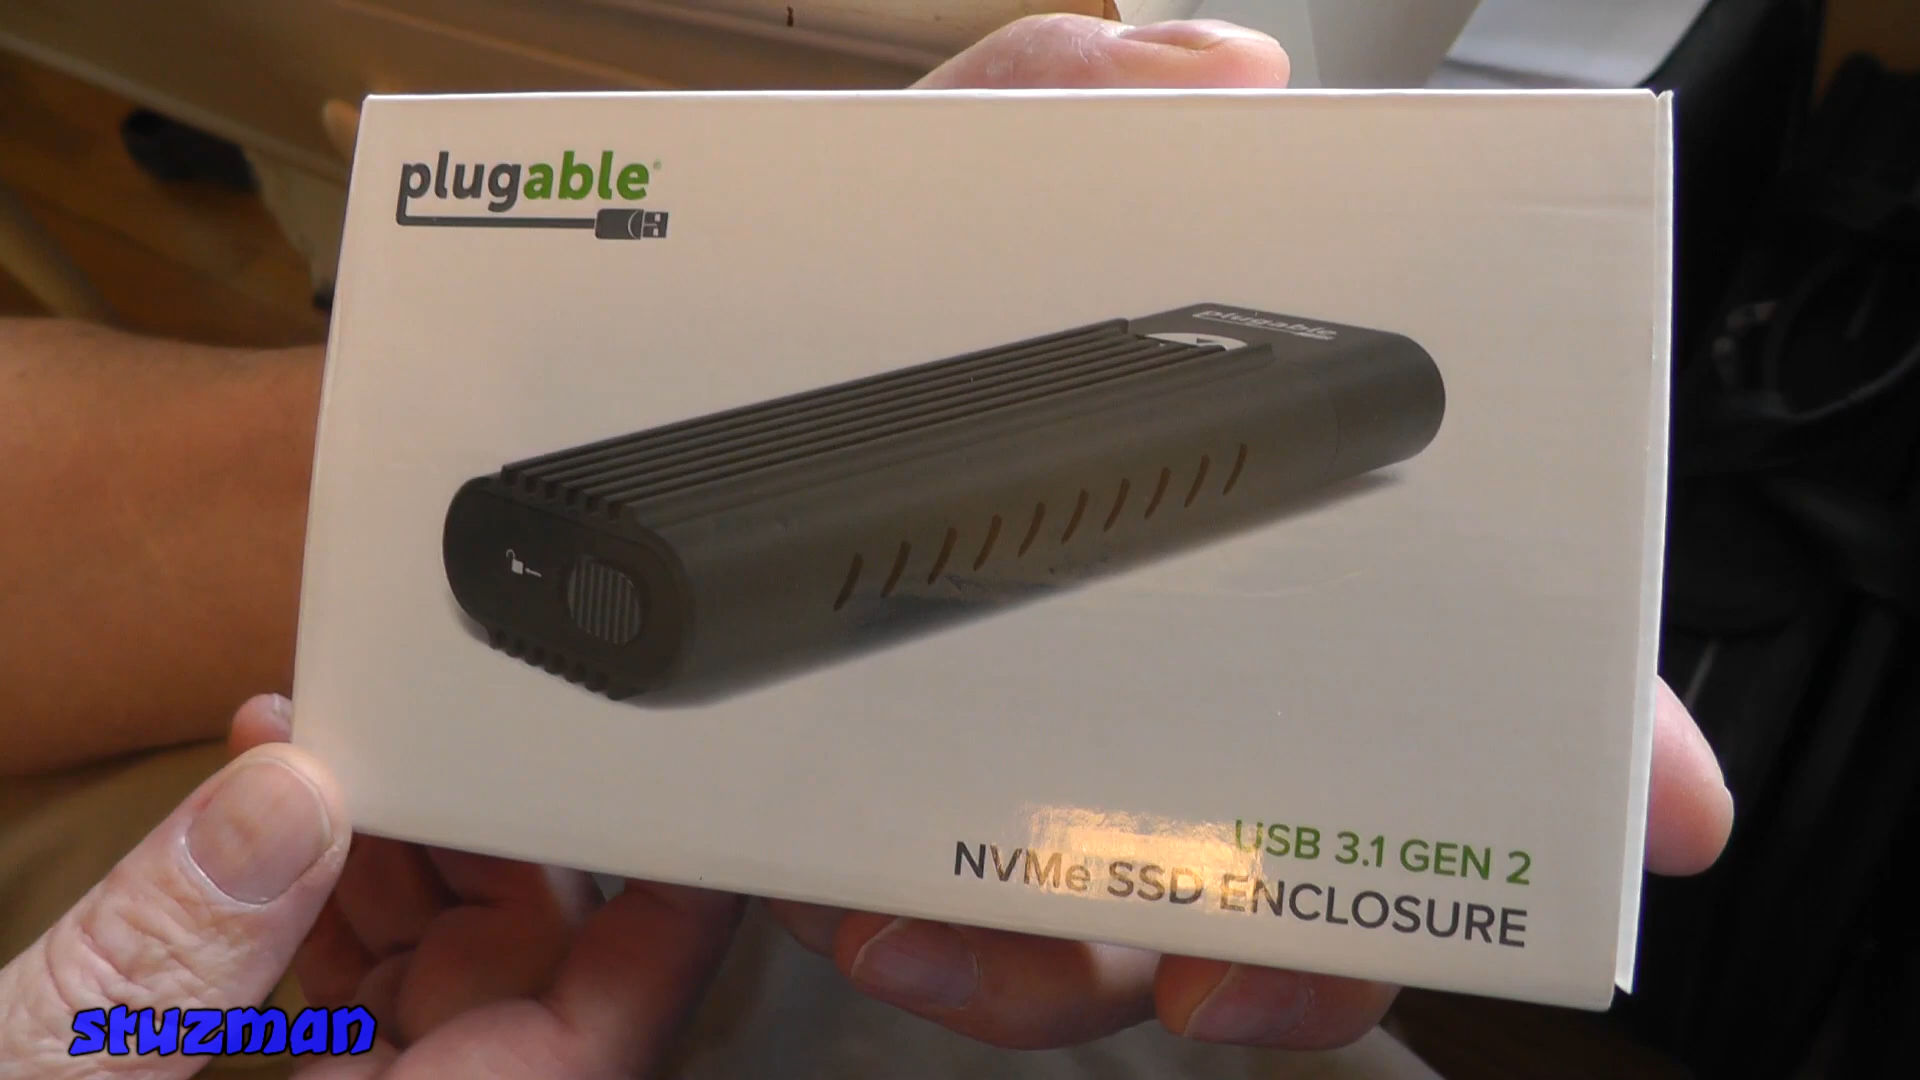 plugable®
plugable
USB 3.1 GEN 2
NVMe SSD ENCLOSURE
stuzman